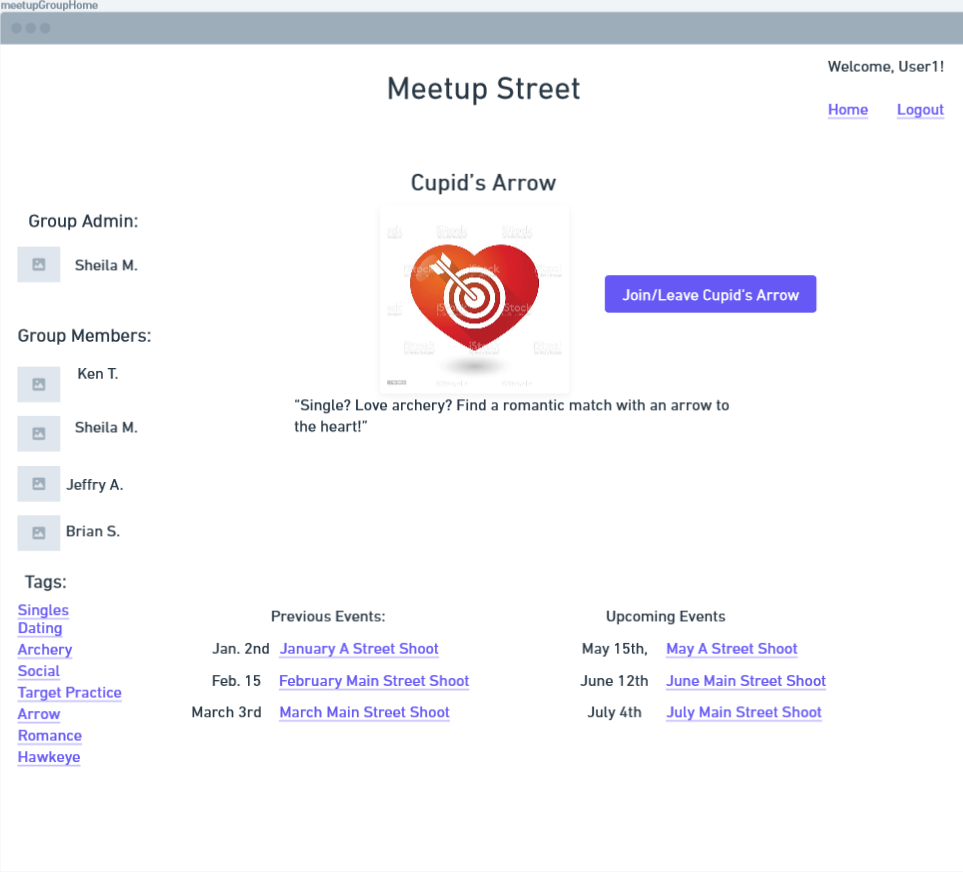 meetupGroupHome
Welcome, User1!
Meetup Street
Home Logout
Cupid's Arrow
Group Admin:
Sheila M.
Join/Leave Cupid's Arrow
Group Members:
Ken T.
Sheila M.
Jeffry A.
Brian S.
iStock
“Single? Love archery? Find a romantic match with an arrow to
the heart!”
Tags:
Singles
Dating
Archery
Social
Target Practice
Arrow
Romance
Hawkeye
Previous Events:
Jan. 2nd January A Street Shoot
Feb. 15 February Main Street Shoot
March 3rd March Main Street Shoot
Upcoming Events
May 15th, May A Street Shoot
June 12th June Main Street Shoot
July 4th July Main Street Shoot